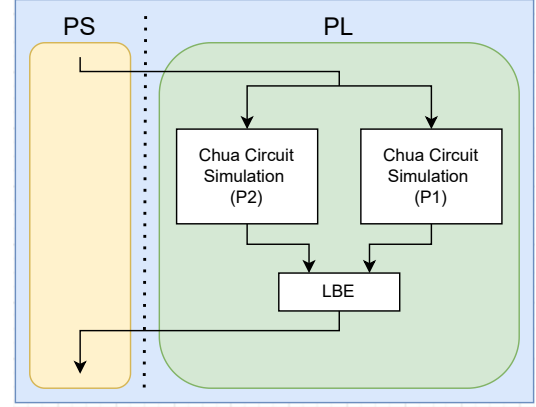 PS
PL
Chua Circuit
Simulation
(P2)
Chua Circuit
Simulation
(P1)
LBE